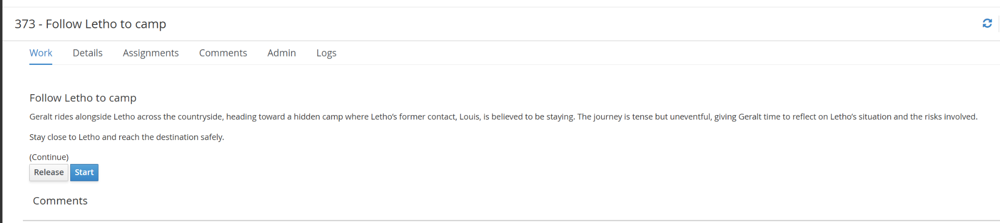 373 - Follow Letho to camp
Work Details Assignments Comments Admin Logs
Follow Letho to camp
Geralt rides alongside Letho across the countryside, heading toward a hidden camp where Letho’s former contact, Louis, is believed to be staying. The journey is tense but uneventful, giving Geralt time to reflect on Letho’s situation and the risks involved.
Stay close to Letho and reach the destination safely.
(Continue)
Release Start
Comments